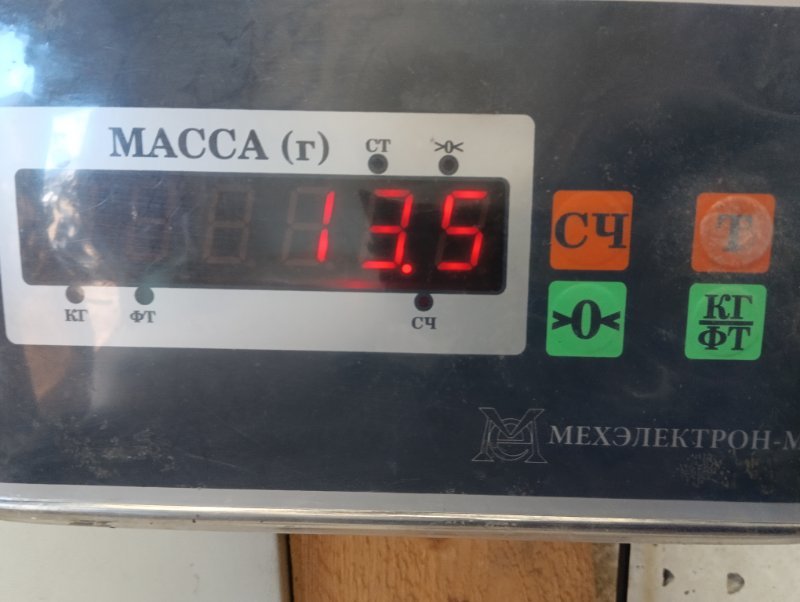 МАССА (г) СТ >0<
13.5
КГ ФТ СЧ
СЧ Т
>0< КГ
ФТ
МЕХЭЛЕКТРОН-М